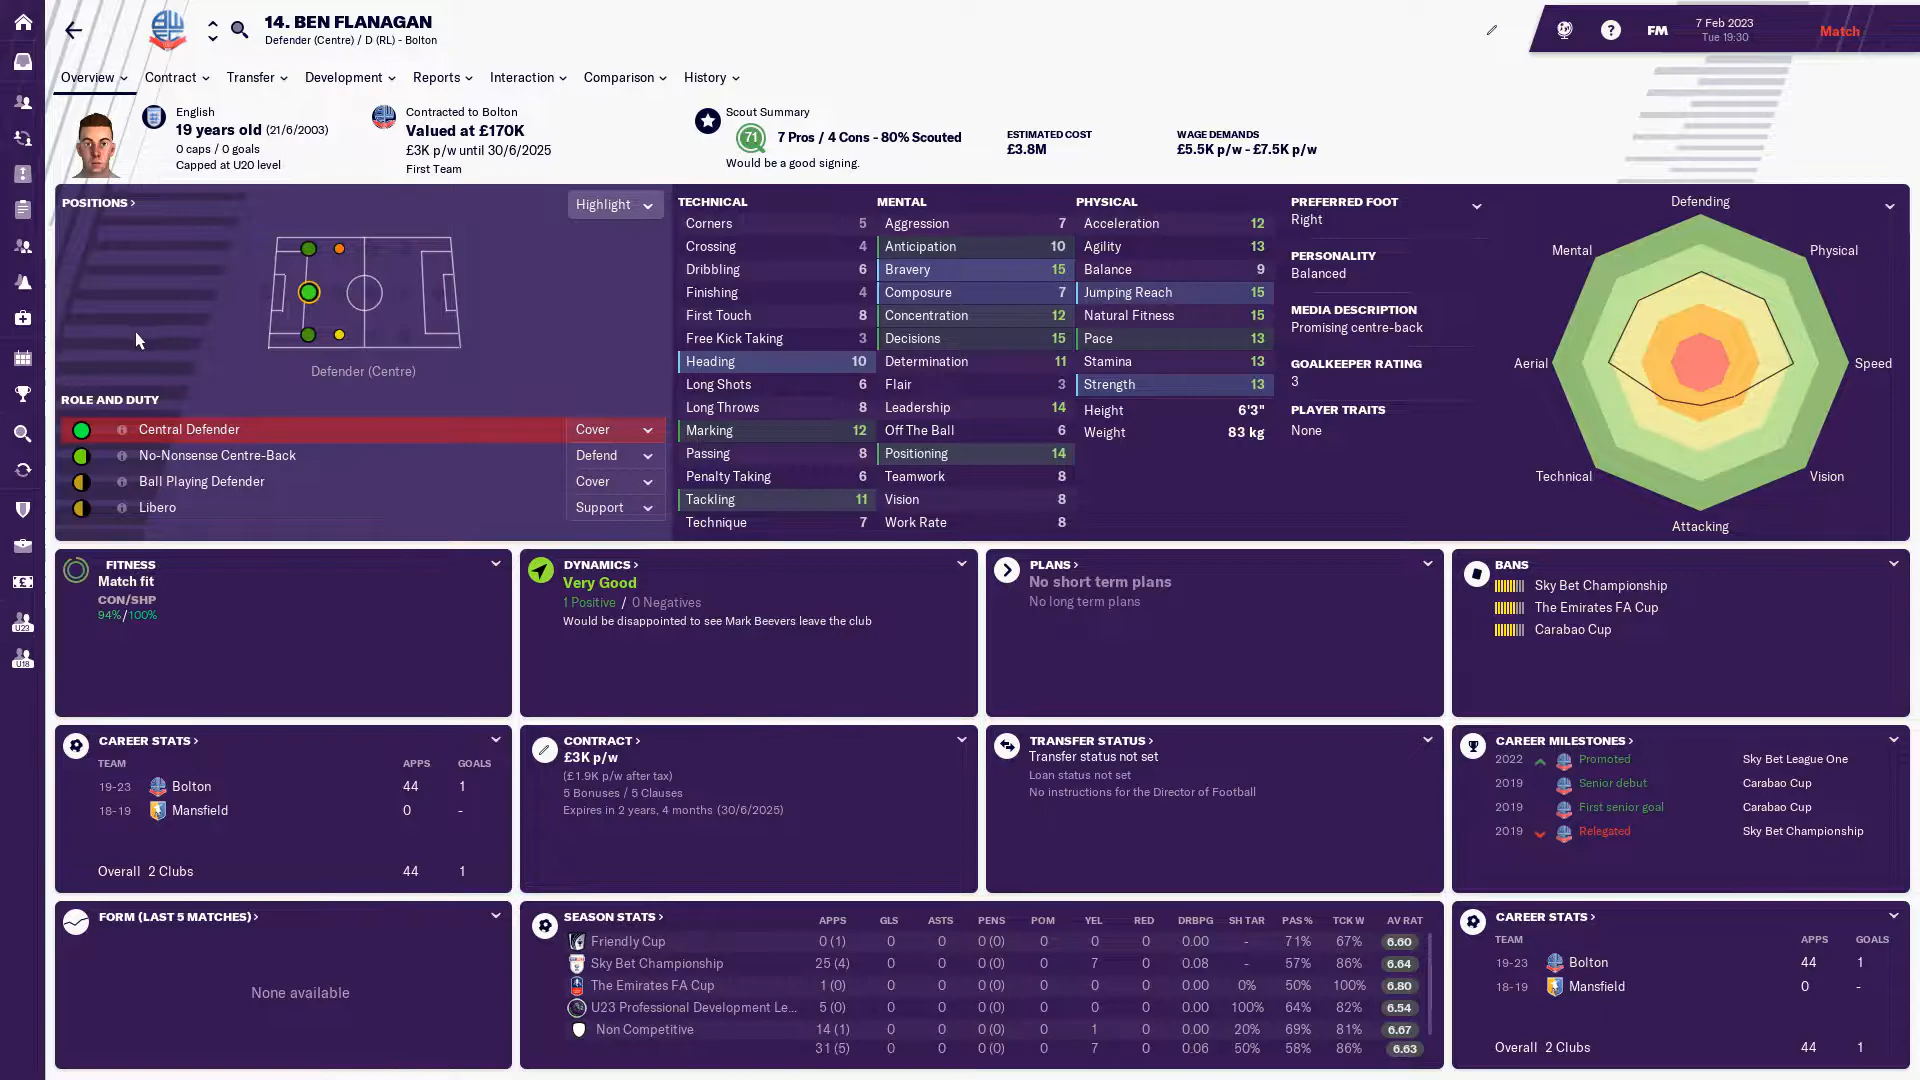 14. BEN FLANAGAN
Defender (Centre) / D (RL) - Bolton
FM
7 Feb 2023
Tue 19:30
Match
Overview Contract Transfer Development Reports Interaction Comparison History
English
19 years old (21/6/2003)
0 caps / 0 goals
Capped at U20 level
Contracted to Bolton
Valued at £170K
£3K p/w until 30/6/2025
First Team
Scout Summary
71 7 Pros / 4 Cons - 80% Scouted
Would be a good signing.
ESTIMATED COST
£3.8M
WAGE DEMANDS
£5.5K p/w - £7.5K p/w
POSITIONS >
Highlight
Defender (Centre)
ROLE AND DUTY
Central Defender Cover
No-Nonsense Centre-Back Defend
Ball Playing Defender Cover
Libero Support
TECHNICAL
Corners 5
Crossing 4
Dribbling 6
Finishing 4
First Touch 8
Free Kick Taking 3
Heading 10
Long Shots 6
Long Throws 8
Marking 12
Passing 8
Penalty Taking 6
Tackling 11
Technique 7
MENTAL
Aggression 7
Anticipation 10
Bravery 15
Composure 7
Concentration 12
Decisions 15
Determination 11
Flair 3
Leadership 14
Off The Ball 6
Positioning 14
Teamwork 8
Vision 8
Work Rate 8
PHYSICAL
Acceleration 12
Agility 13
Balance 9
Jumping Reach 15
Natural Fitness 15
Pace 13
Stamina 13
Strength 13
Height 6'3"
Weight 83 kg
PREFERRED FOOT
Right
PERSONALITY
Balanced
MEDIA DESCRIPTION
Promising centre-back
GOALKEEPER RATING
3
PLAYER TRAITS
None
Defending
Mental Physical
Aerial Speed
Technical Vision
Attacking
FITNESS
Match fit
CON/SHP
94%/100%
DYNAMICS >
Very Good
1 Positive / 0 Negatives
Would be disappointed to see Mark Beevers leave the club
PLANS >
No short term plans
No long term plans
BANS
Sky Bet Championship
The Emirates FA Cup
Carabao Cup
U23
U18
CAREER STATS >
TEAM APPS GOALS
19-23 Bolton 44 1
18-19 Mansfield 0 -
Overall 2 Clubs 44 1
CONTRACT >
£3K p/w
(£1.9K p/w after tax)
5 Bonuses / 5 Clauses
Expires in 2 years, 4 months (30/6/2025)
TRANSFER STATUS >
Transfer status not set
Loan status not set
No instructions for the Director of Football
CAREER MILESTONES >
2022 Promoted Sky Bet League One
2019 Senior debut Carabao Cup
2019 First senior goal Carabao Cup
2019 Relegated Sky Bet Championship
FORM (LAST 5 MATCHES) >
None available
SEASON STATS > APPS GLS ASTS PENS POM YEL RED DRBPG SH TAR PAS % TCK W AV RAT
Friendly Cup 0 (1) 0 0 0 (0) 0 0 0 0.00 - 71% 67% 6.60
Sky Bet Championship 25 (4) 0 0 0 (0) 0 7 0 0.08 - 57% 86% 6.64
The Emirates FA Cup 1 (0) 0 0 0 (0) 0 0 0 0.00 0% 50% 100% 6.80
U23 Professional Development Le... 5 (0) 0 0 0 (0) 0 0 0 0.00 100% 64% 82% 6.54
Non Competitive 14 (1) 0 0 0 (0) 0 1 0 0.00 20% 69% 81% 6.67
31 (5) 0 0 0 (0) 0 7 0 0.06 50% 58% 86% 6.63
CAREER STATS >
TEAM APPS GOALS
19-23 Bolton 44 1
18-19 Mansfield 0 -
Overall 2 Clubs 44 1